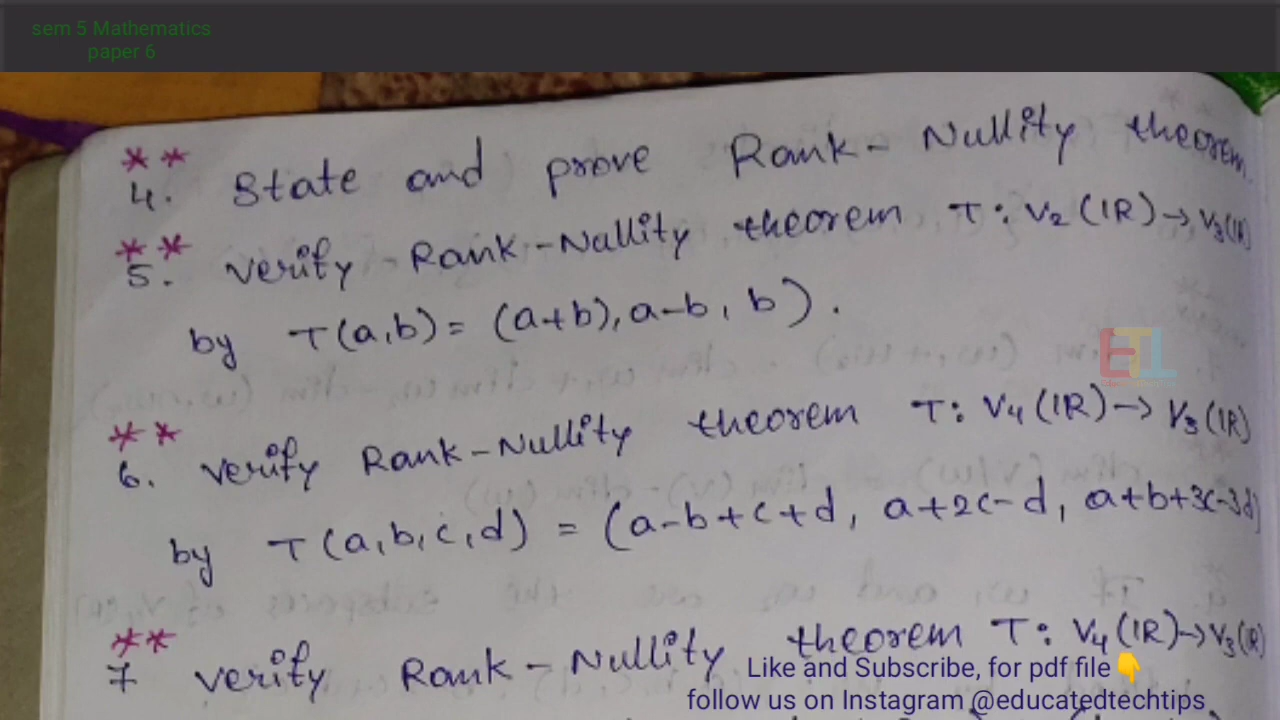 sem 5 Mathematics
paper 6
** 4. State and prove Rank-Nullity theorem.
** 5. Verify Rank-Nullity theorem T: V₂(IR)→V₃(IR)
by T(a,b) = (a+b), a-b, b).
ETL
** 6. Verify Rank-Nullity theorem T: V₄(IR)→ V₃(IR)
by T(a,b,c,d) = (a-b+c+d, a+2c-d, a+b+3c-3d)
** 7 Verify Rank-Nullity theorem T: V₄(IR)→V₃(IR)
Like and Subscribe, for pdf file👇
follow us on Instagram @educatedtechtips